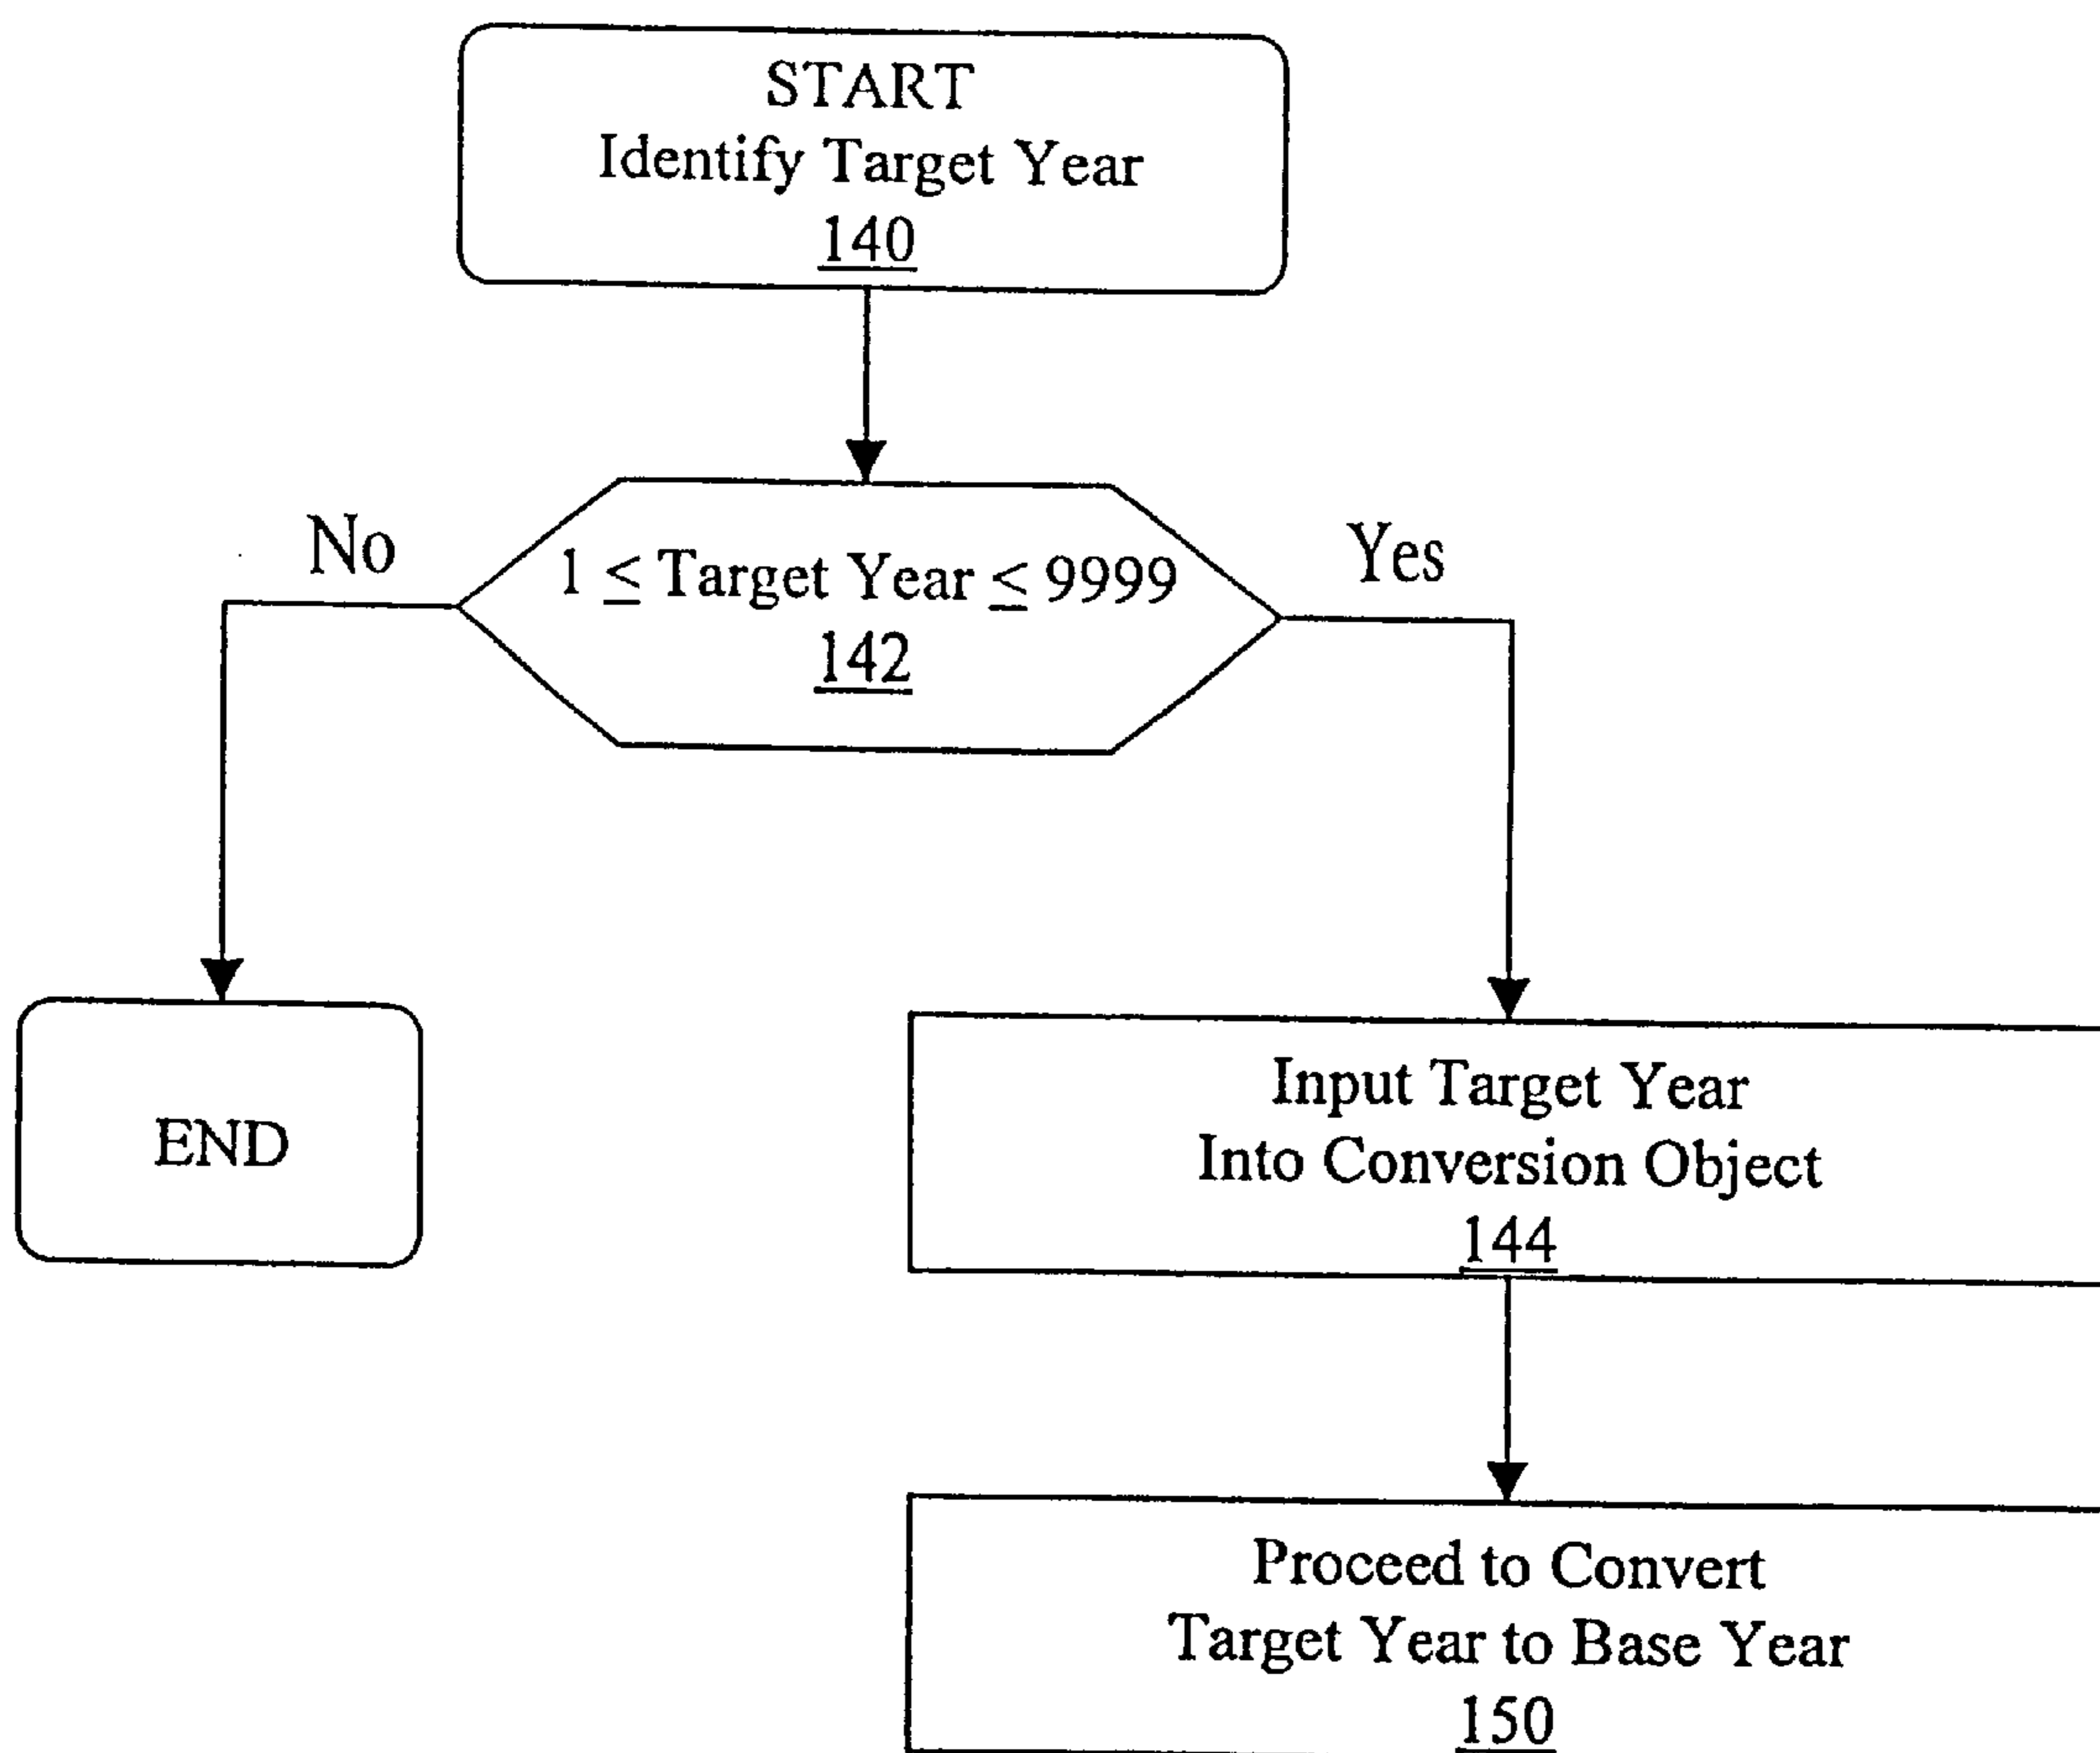 START
Identify Target Year
140
No
1 ≤ Target Year ≤ 9999
Yes
142
END
Input Target Year
Into Conversion Object
144
Proceed to Convert
Target Year to Base Year
150